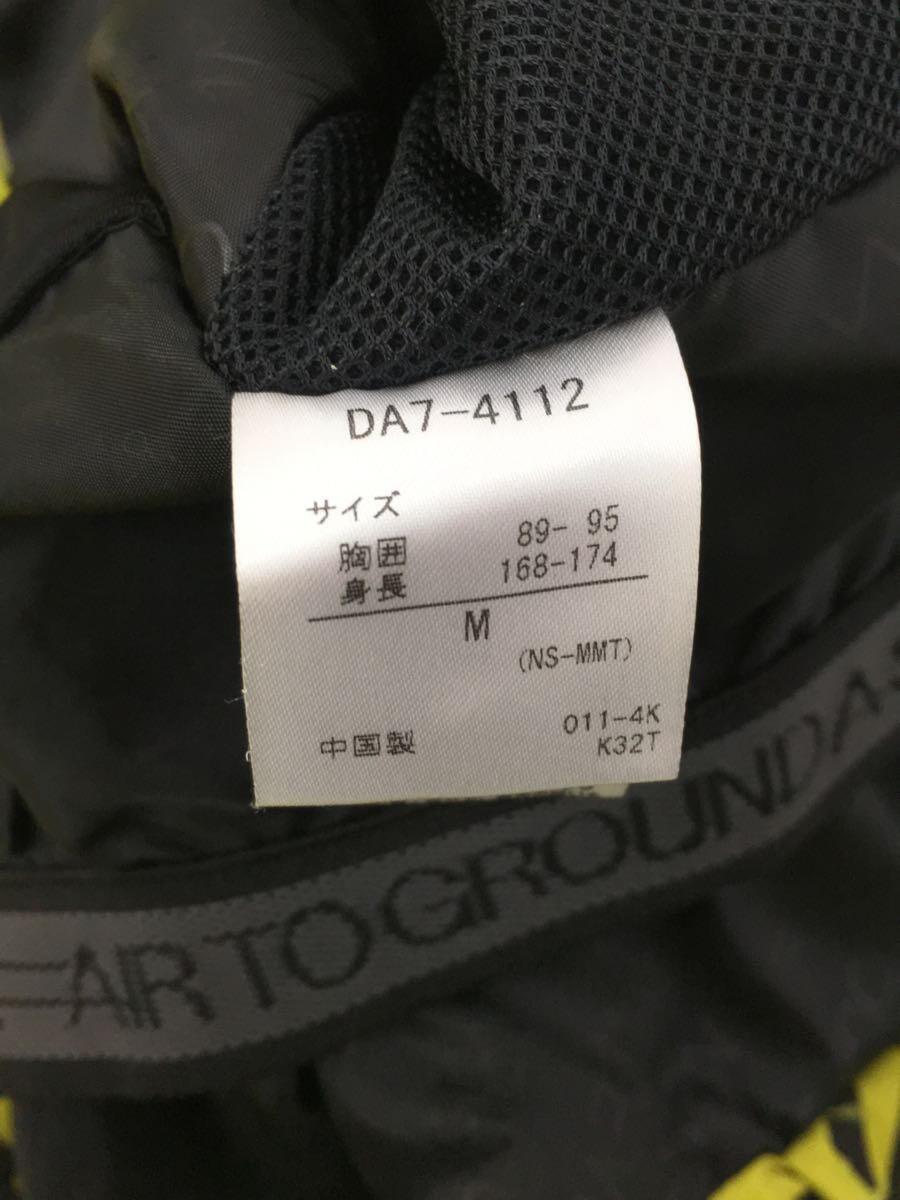 DA7-4112
サイズ
胸囲 89- 95
身長 168-174
M
(NS-MMT)
中国製 011-4K
K32T
AIR TO GROUND